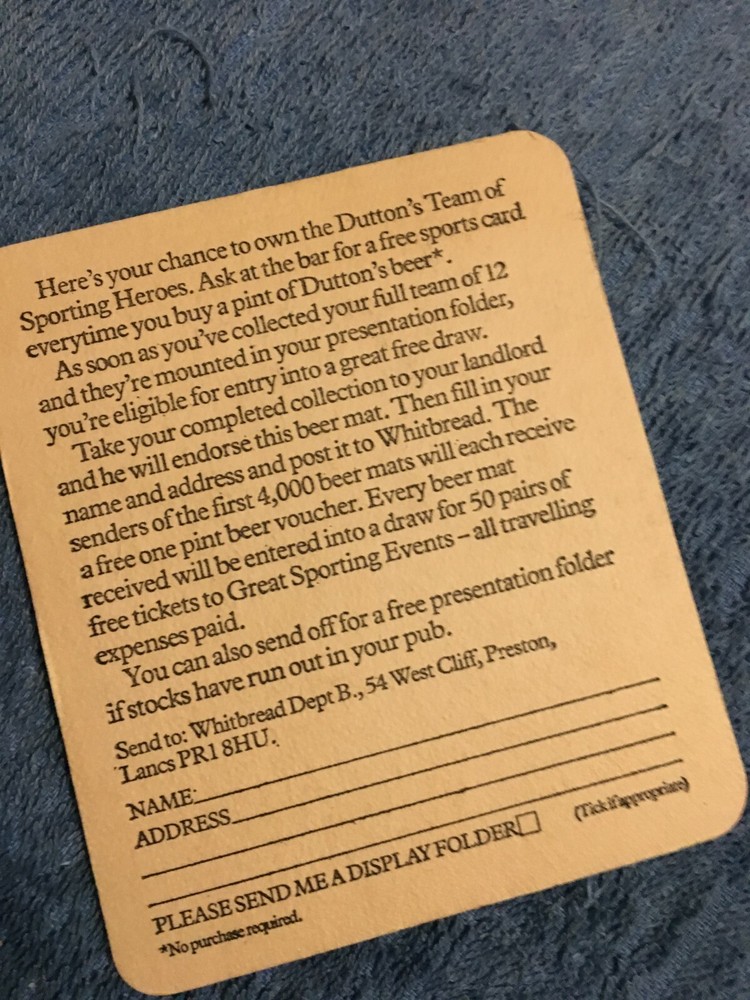 Here's your chance to own the Dutton's Team of
Sporting Heroes. Ask at the bar for a free sports card
everytime you buy a pint of Dutton's beer*.
As soon as you've collected your full team of 12
and they're mounted in your presentation folder,
you're eligible for entry into a great free draw.
Take your completed collection to your landlord
and he will endorse this beer mat. Then fill in your
name and address and post it to Whitbread. The
senders of the first 4,000 beer mats will each receive
a free one pint beer voucher. Every beer mat
received will be entered into a draw for 50 pairs of
free tickets to Great Sporting Events – all travelling
expenses paid.
You can also send off for a free presentation folder
if stocks have run out in your pub.
Send to: Whitbread Dept B., 54 West Cliff, Preston,
Lancs PR1 8HU.
NAME:
ADDRESS
PLEASE SEND ME A DISPLAY FOLDER (Tick if appropriate)
*No purchase required.